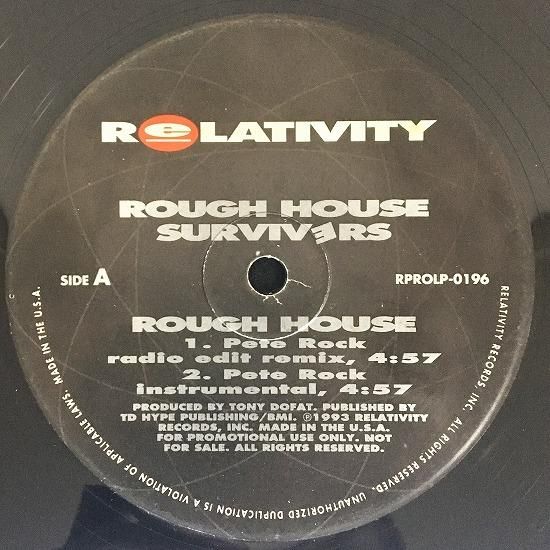 RELATIVITY
ROUGH HOUSE
SURVIVERS
SIDE A
RPROLP-0196
ROUGH HOUSE
1. Pete Rock
radio edit remix, 4:57
2. Pete Rock
instrumental, 4:57
PRODUCED BY TONY DOFAT. PUBLISHED BY
TD HYPE PUBLISHING/BMI. ℗1993 RELATIVITY
RECORDS, INC. MADE IN THE U.S.A.
FOR PROMOTIONAL USE ONLY. NOT
FOR SALE. ALL RIGHTS RESERVED.
RELATIVITY RECORDS, INC. ALL RIGHTS RESERVED. UNAUTHORIZED DUPLICATION IS A VIOLATION OF APPLICABLE LAWS. MADE IN THE U.S.A.